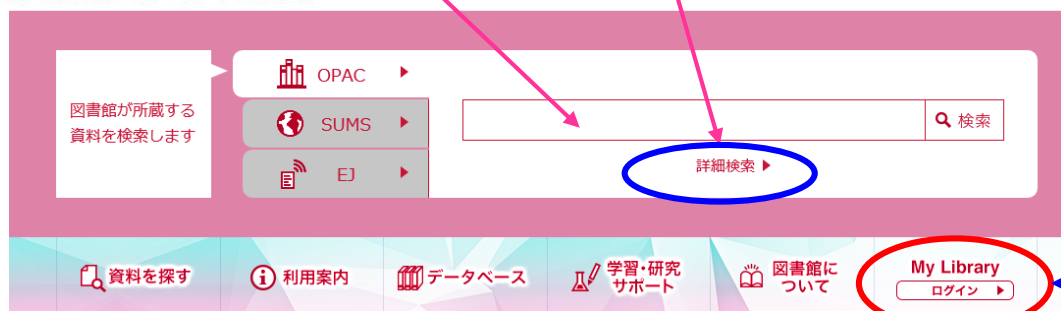 図書館が所蔵する
資料を検索します
OPAC
SUMS
EJ
検索
詳細検索
資料を探す
利用案内
データベース
学習・研究
サポート
図書館に
ついて
My Library
ログイン